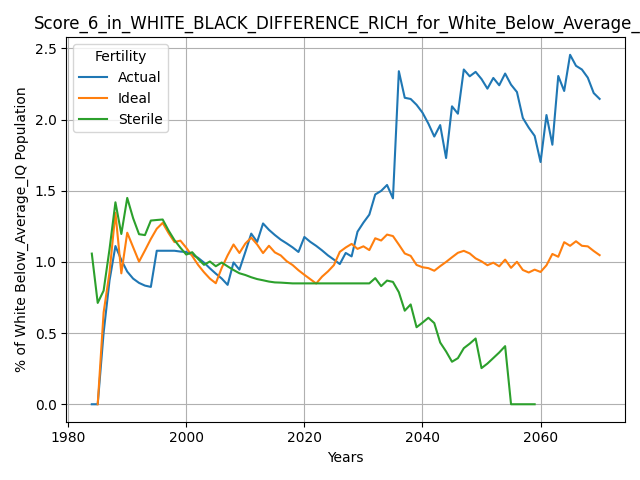 Score_6_in_WHITE_BLACK_DIFFERENCE_RICH_for_White_Below_Average_
Fertility
Actual
Ideal
Sterile
% of White Below_Average_IQ Population
2.5
2.0
1.5
1.0
0.5
0.0
1980
2000
2020
2040
2060
Years